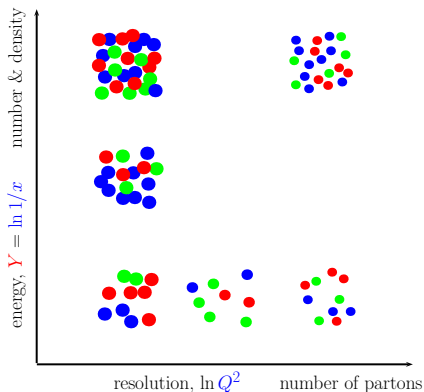 number & density
energy, Y = ln 1/x
resolution, ln Q²
number of partons